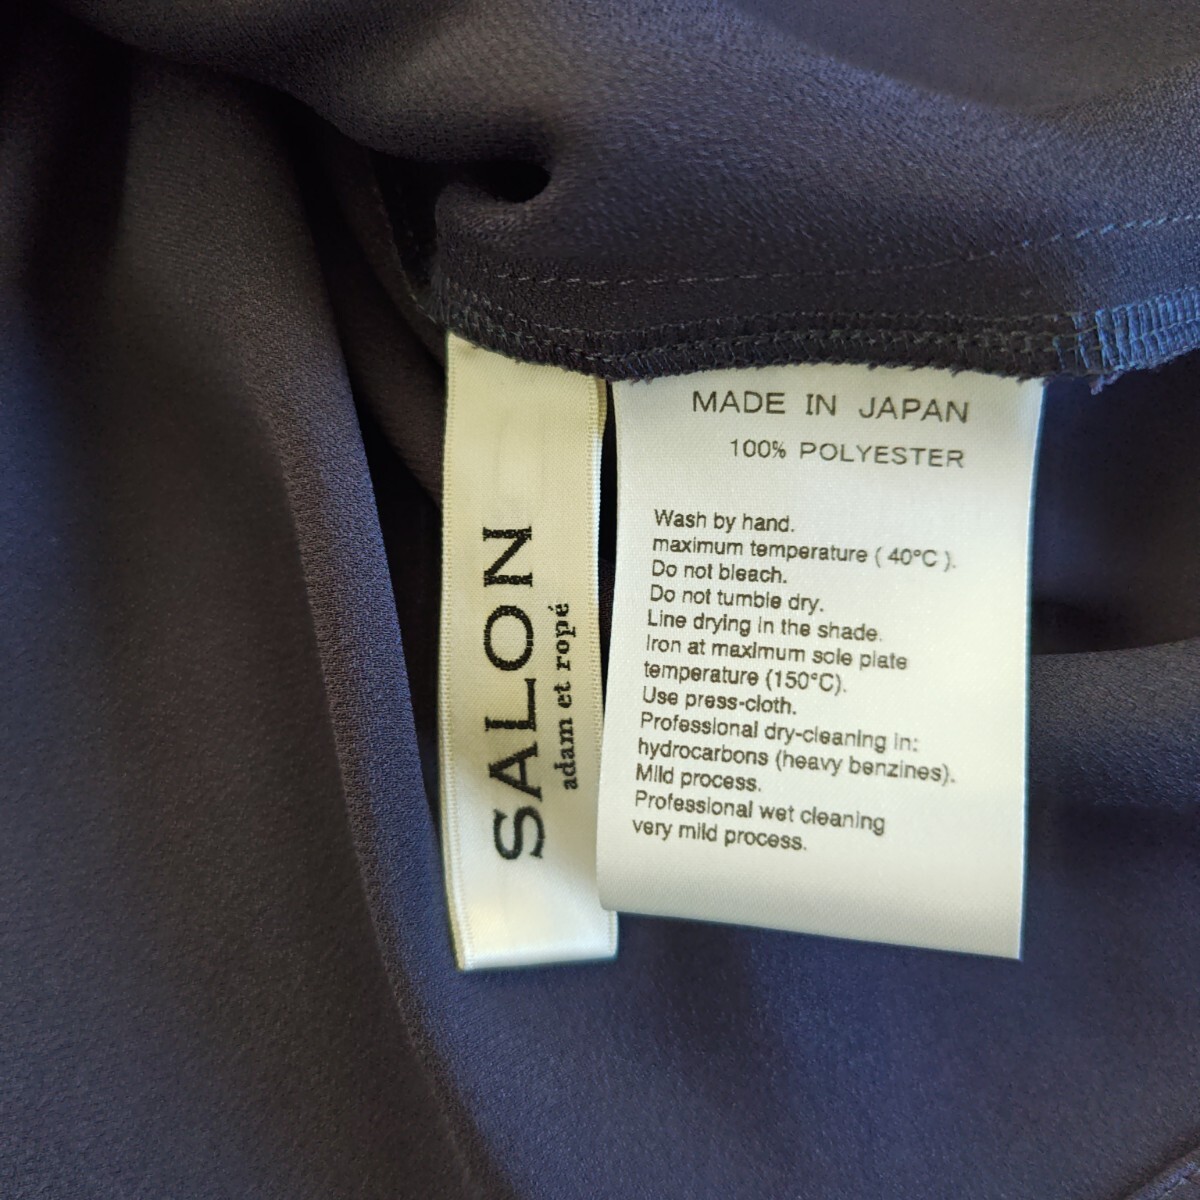 SALON
adam et ropé
MADE IN JAPAN
100% POLYESTER
Wash by hand.
maximum temperature ( 40°C ).
Do not bleach.
Do not tumble dry.
Line drying in the shade.
Iron at maximum sole plate
temperature (150°C).
Use press-cloth.
Professional dry-cleaning in:
hydrocarbons (heavy benzines).
Mild process.
Professional wet cleaning
very mild process.